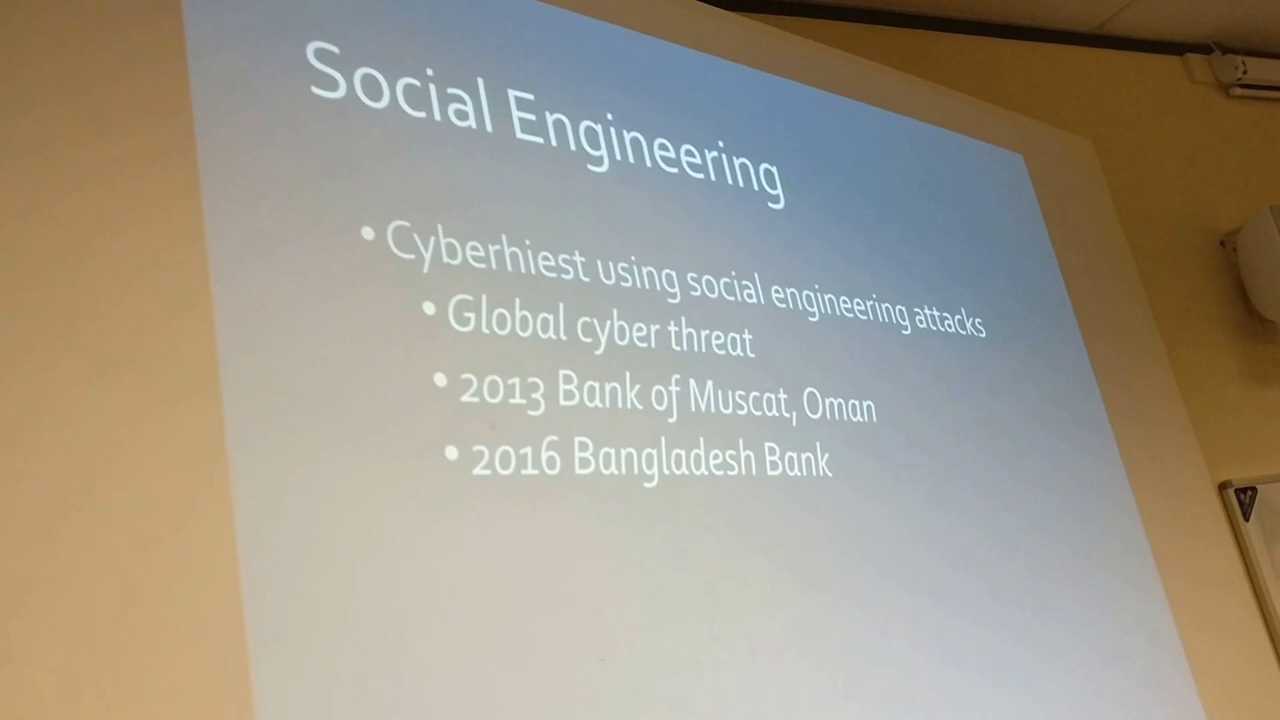 Social Engineering
• Cyberhiest using social engineering attacks
• Global cyber threat
• 2013 Bank of Muscat, Oman
• 2016 Bangladesh Bank